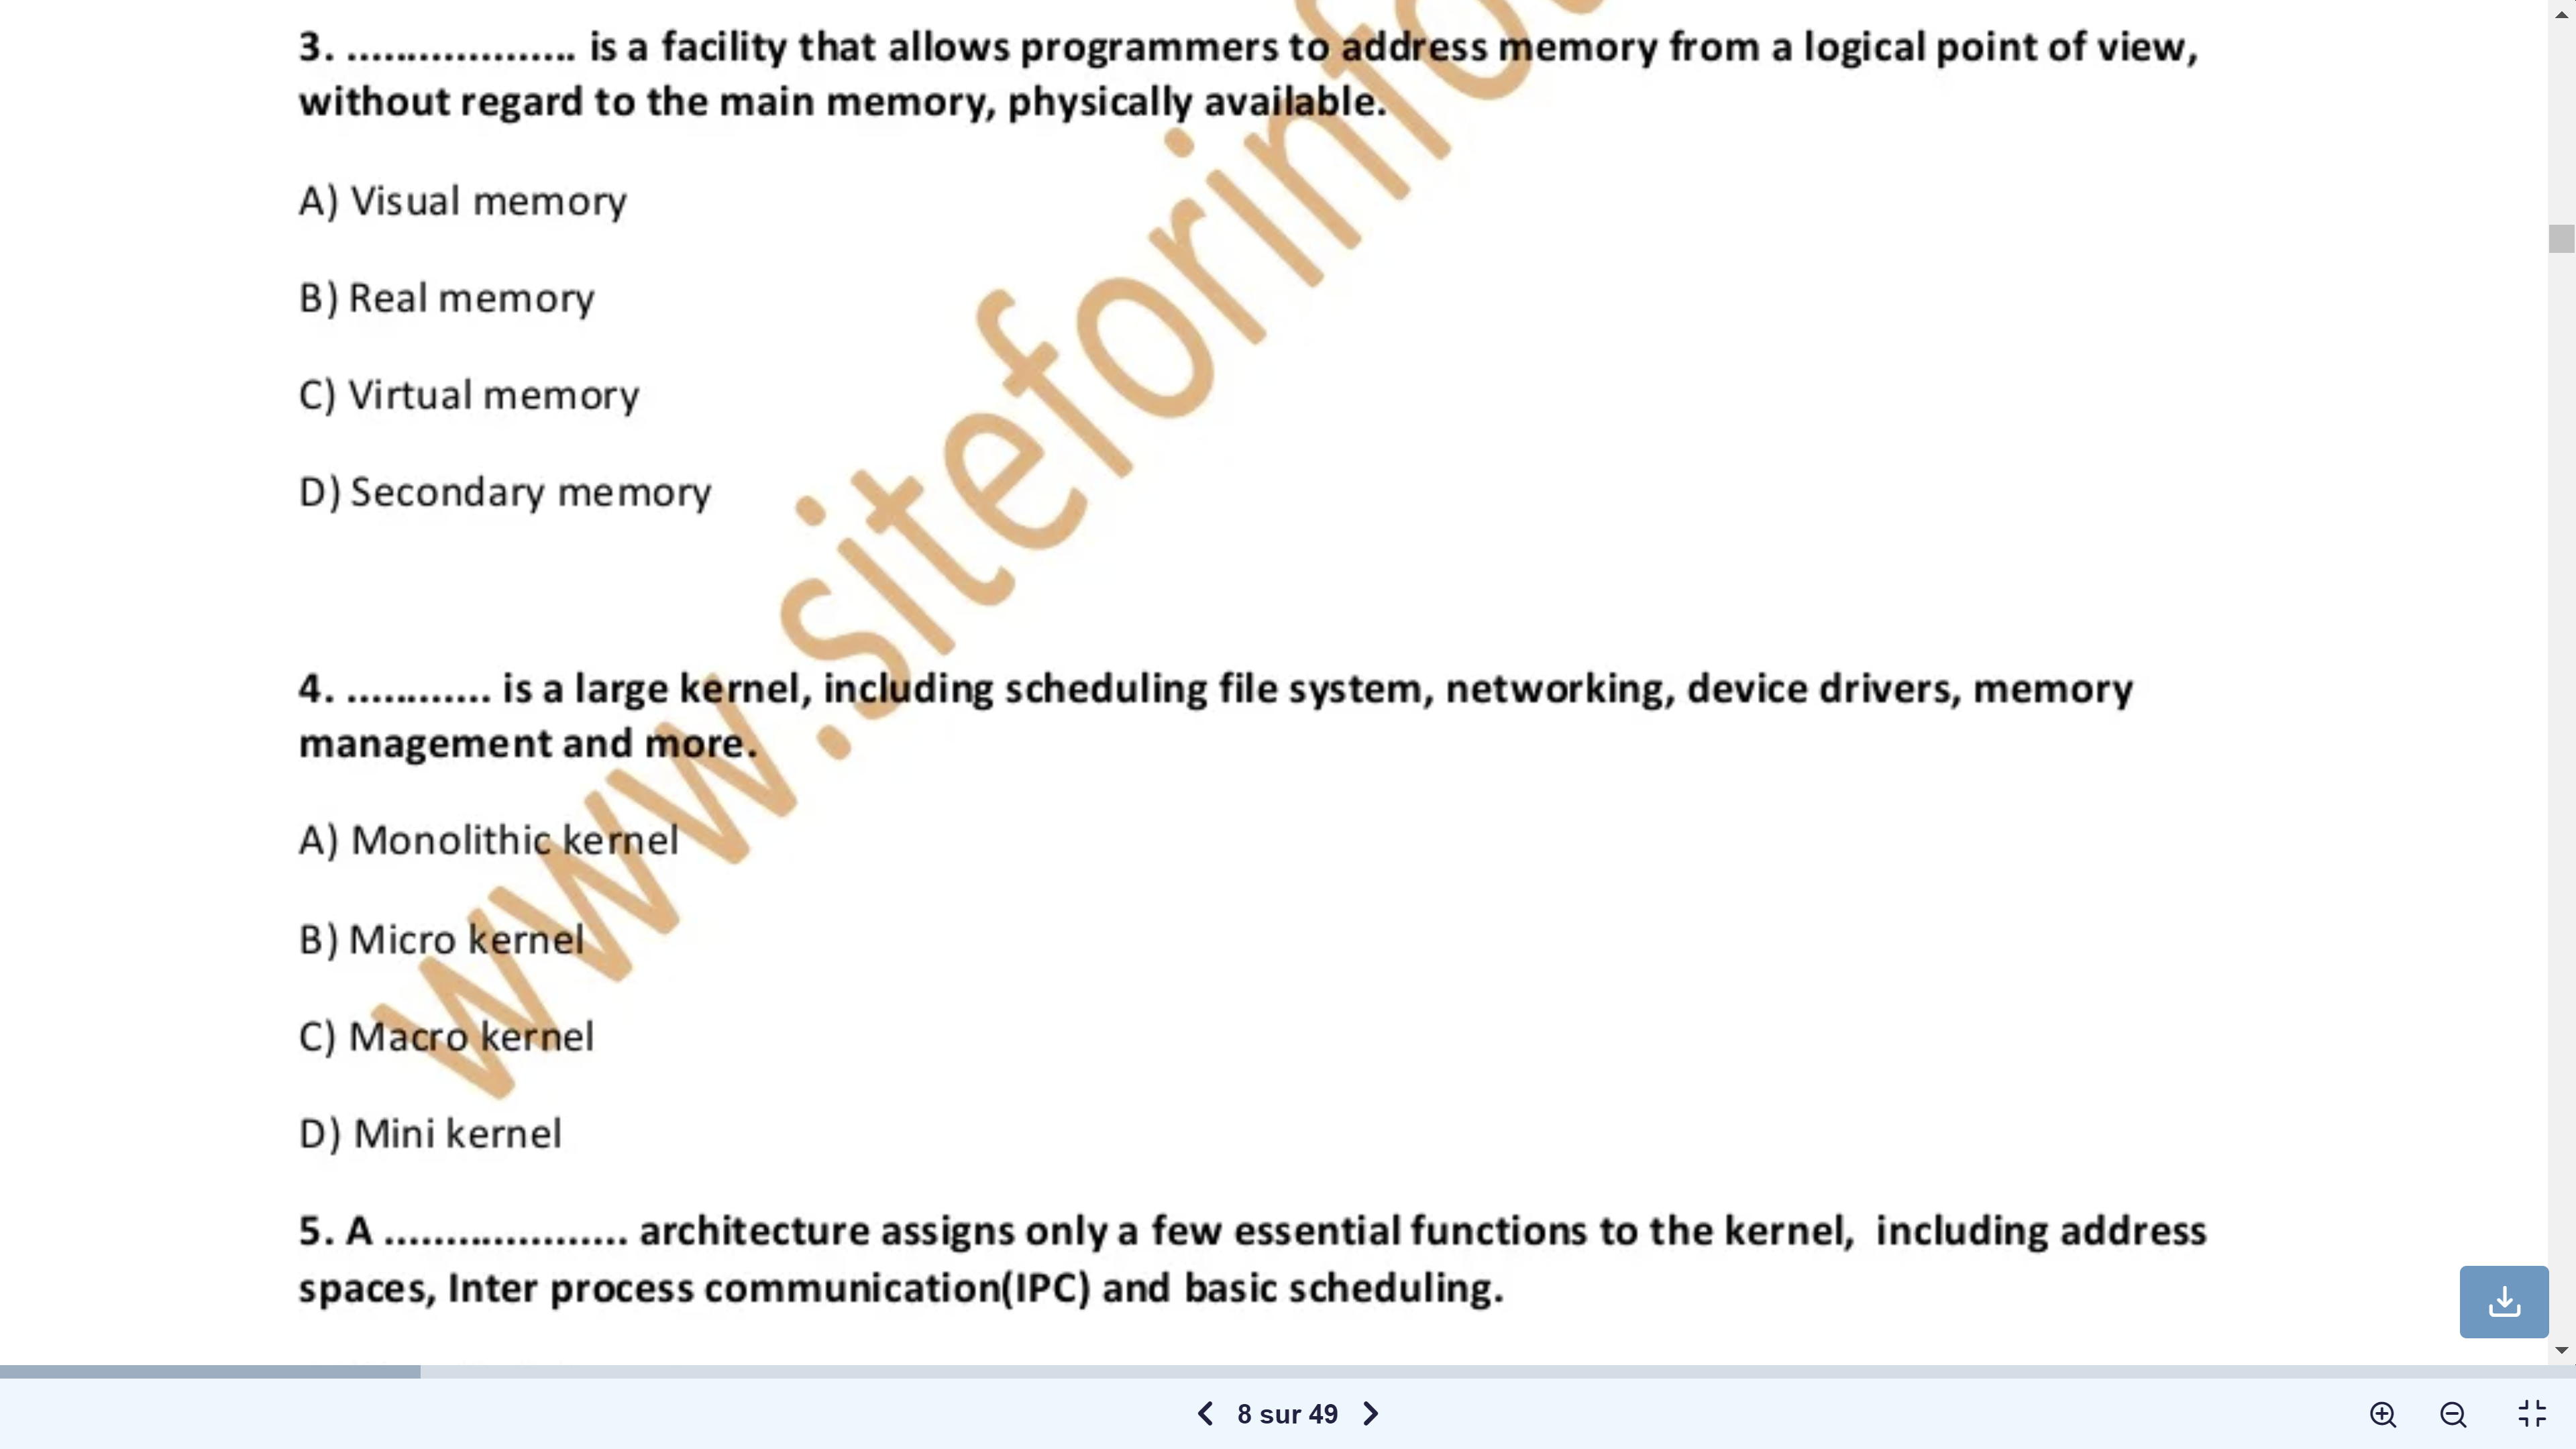 3. ................... is a facility that allows programmers to address memory from a logical point of view,
without regard to the main memory, physically available.
A) Visual memory
B) Real memory
C) Virtual memory
D) Secondary memory
4. ............ is a large kernel, including scheduling file system, networking, device drivers, memory
management and more.
A) Monolithic kernel
B) Micro kernel
C) Macro kernel
D) Mini kernel
5. A .................... architecture assigns only a few essential functions to the kernel,  including address
spaces, Inter process communication(IPC) and basic scheduling.
www.siteforinfo
8 sur 49